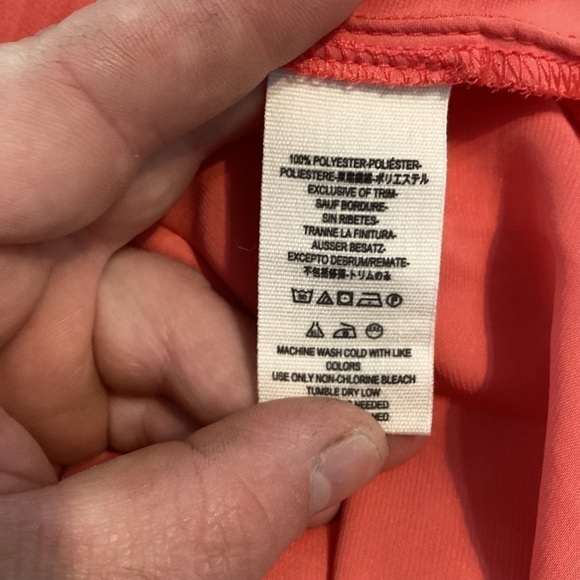 100% POLYESTER-POLIÉSTER-
POLIESTERE-聚酯纖維-ポリエステル
EXCLUSIVE OF TRIM-
SAUF BORDURE-
SIN RIBETES-
TRANNE LA FINITURA-
AUSSER BESATZ-
EXCEPTO DEBRUM/REMATE-
不包括修飾-トリムのみ
MACHINE WASH COLD WITH LIKE
COLORS
USE ONLY NON-CHLORINE BLEACH
TUMBLE DRY LOW
NEEDED